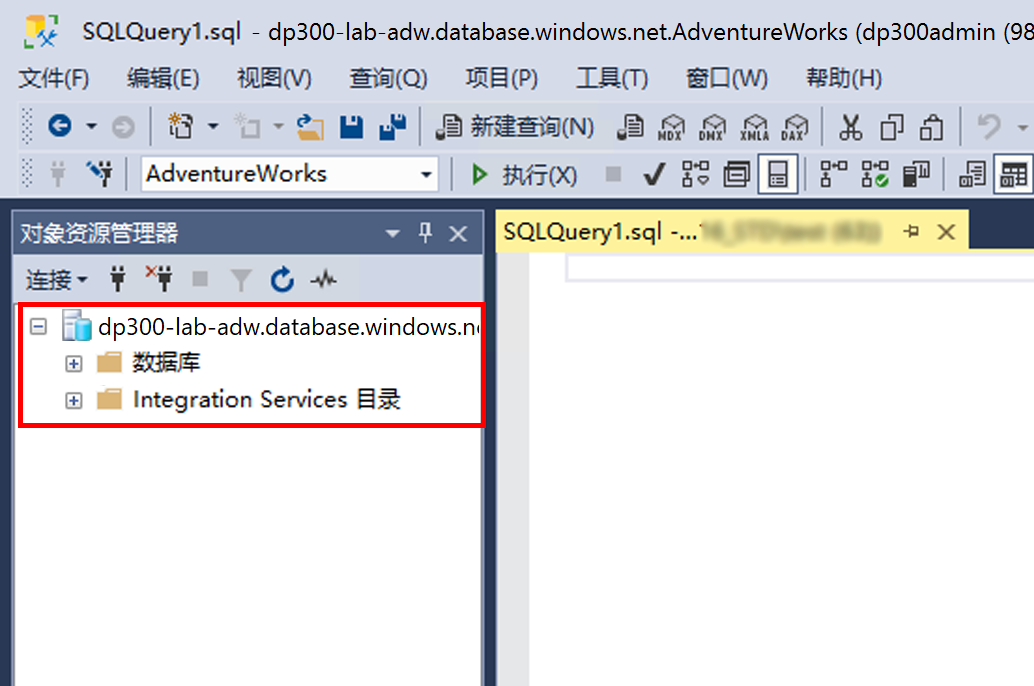 SQLQuery1.sql - dp300-lab-adw.database.windows.net.AdventureWorks (dp300admin (98
文件(F) 编辑(E) 视图(V) 查询(Q) 项目(P) 工具(T) 窗口(W) 帮助(H)
新建查询(N) MDX DMX XMLA DAX
AdventureWorks 执行(X)
对象资源管理器
SQLQuery1.sql -...
连接
dp300-lab-adw.database.windows.ne
数据库
Integration Services 目录